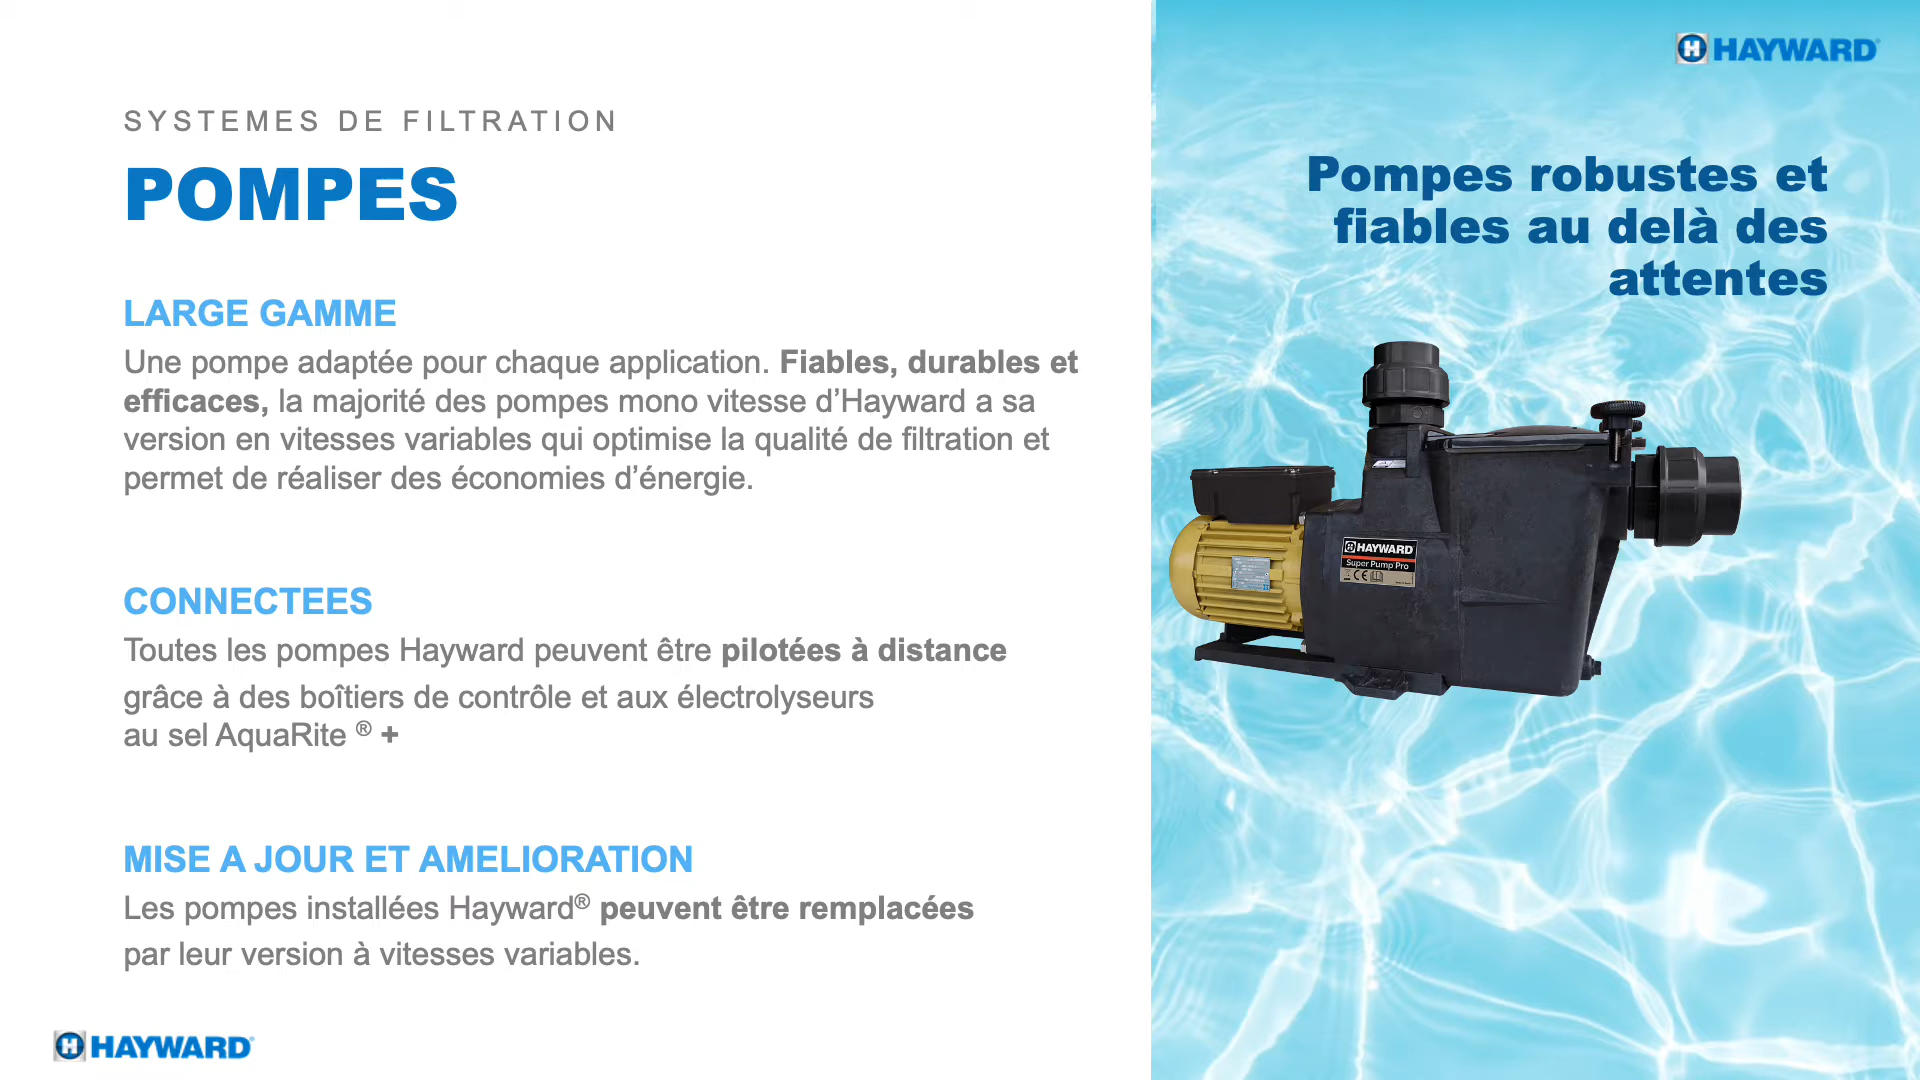 SYSTEMES DE FILTRATION
POMPES
LARGE GAMME
Une pompe adaptée pour chaque application. Fiables, durables et
efficaces, la majorité des pompes mono vitesse d’Hayward a sa
version en vitesses variables qui optimise la qualité de filtration et
permet de réaliser des économies d’énergie.
CONNECTEES
Toutes les pompes Hayward peuvent être pilotées à distance
grâce à des boîtiers de contrôle et aux électrolyseurs
au sel AquaRite ® +
MISE A JOUR ET AMELIORATION
Les pompes installées Hayward® peuvent être remplacées
par leur version à vitesses variables.
HAYWARD
HAYWARD
Pompes robustes et
fiables au delà des
attentes
HAYWARD
Super Pump Pro
CE